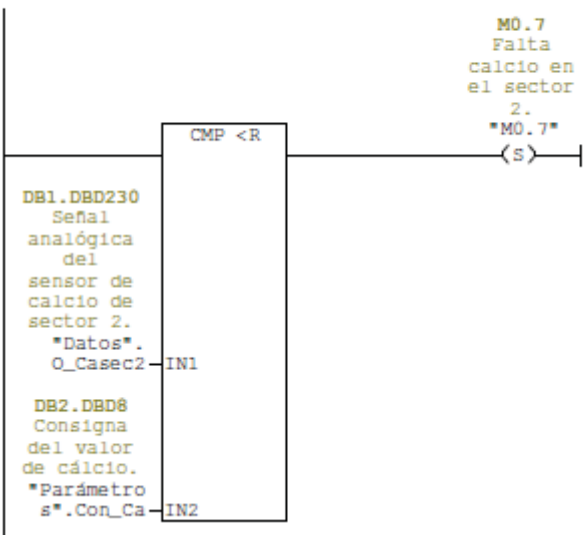 M0.7
Falta
calcio en
el sector
2.
"M0.7"
CMP <R
(S)
DB1.DBD230
Señal
analógica
del
sensor de
calcio de
sector 2.
"Datos".
O_Casec2
IN1
DB2.DBD8
Consigna
del valor
de cálcio.
"Parámetro
s".Con_Ca
IN2